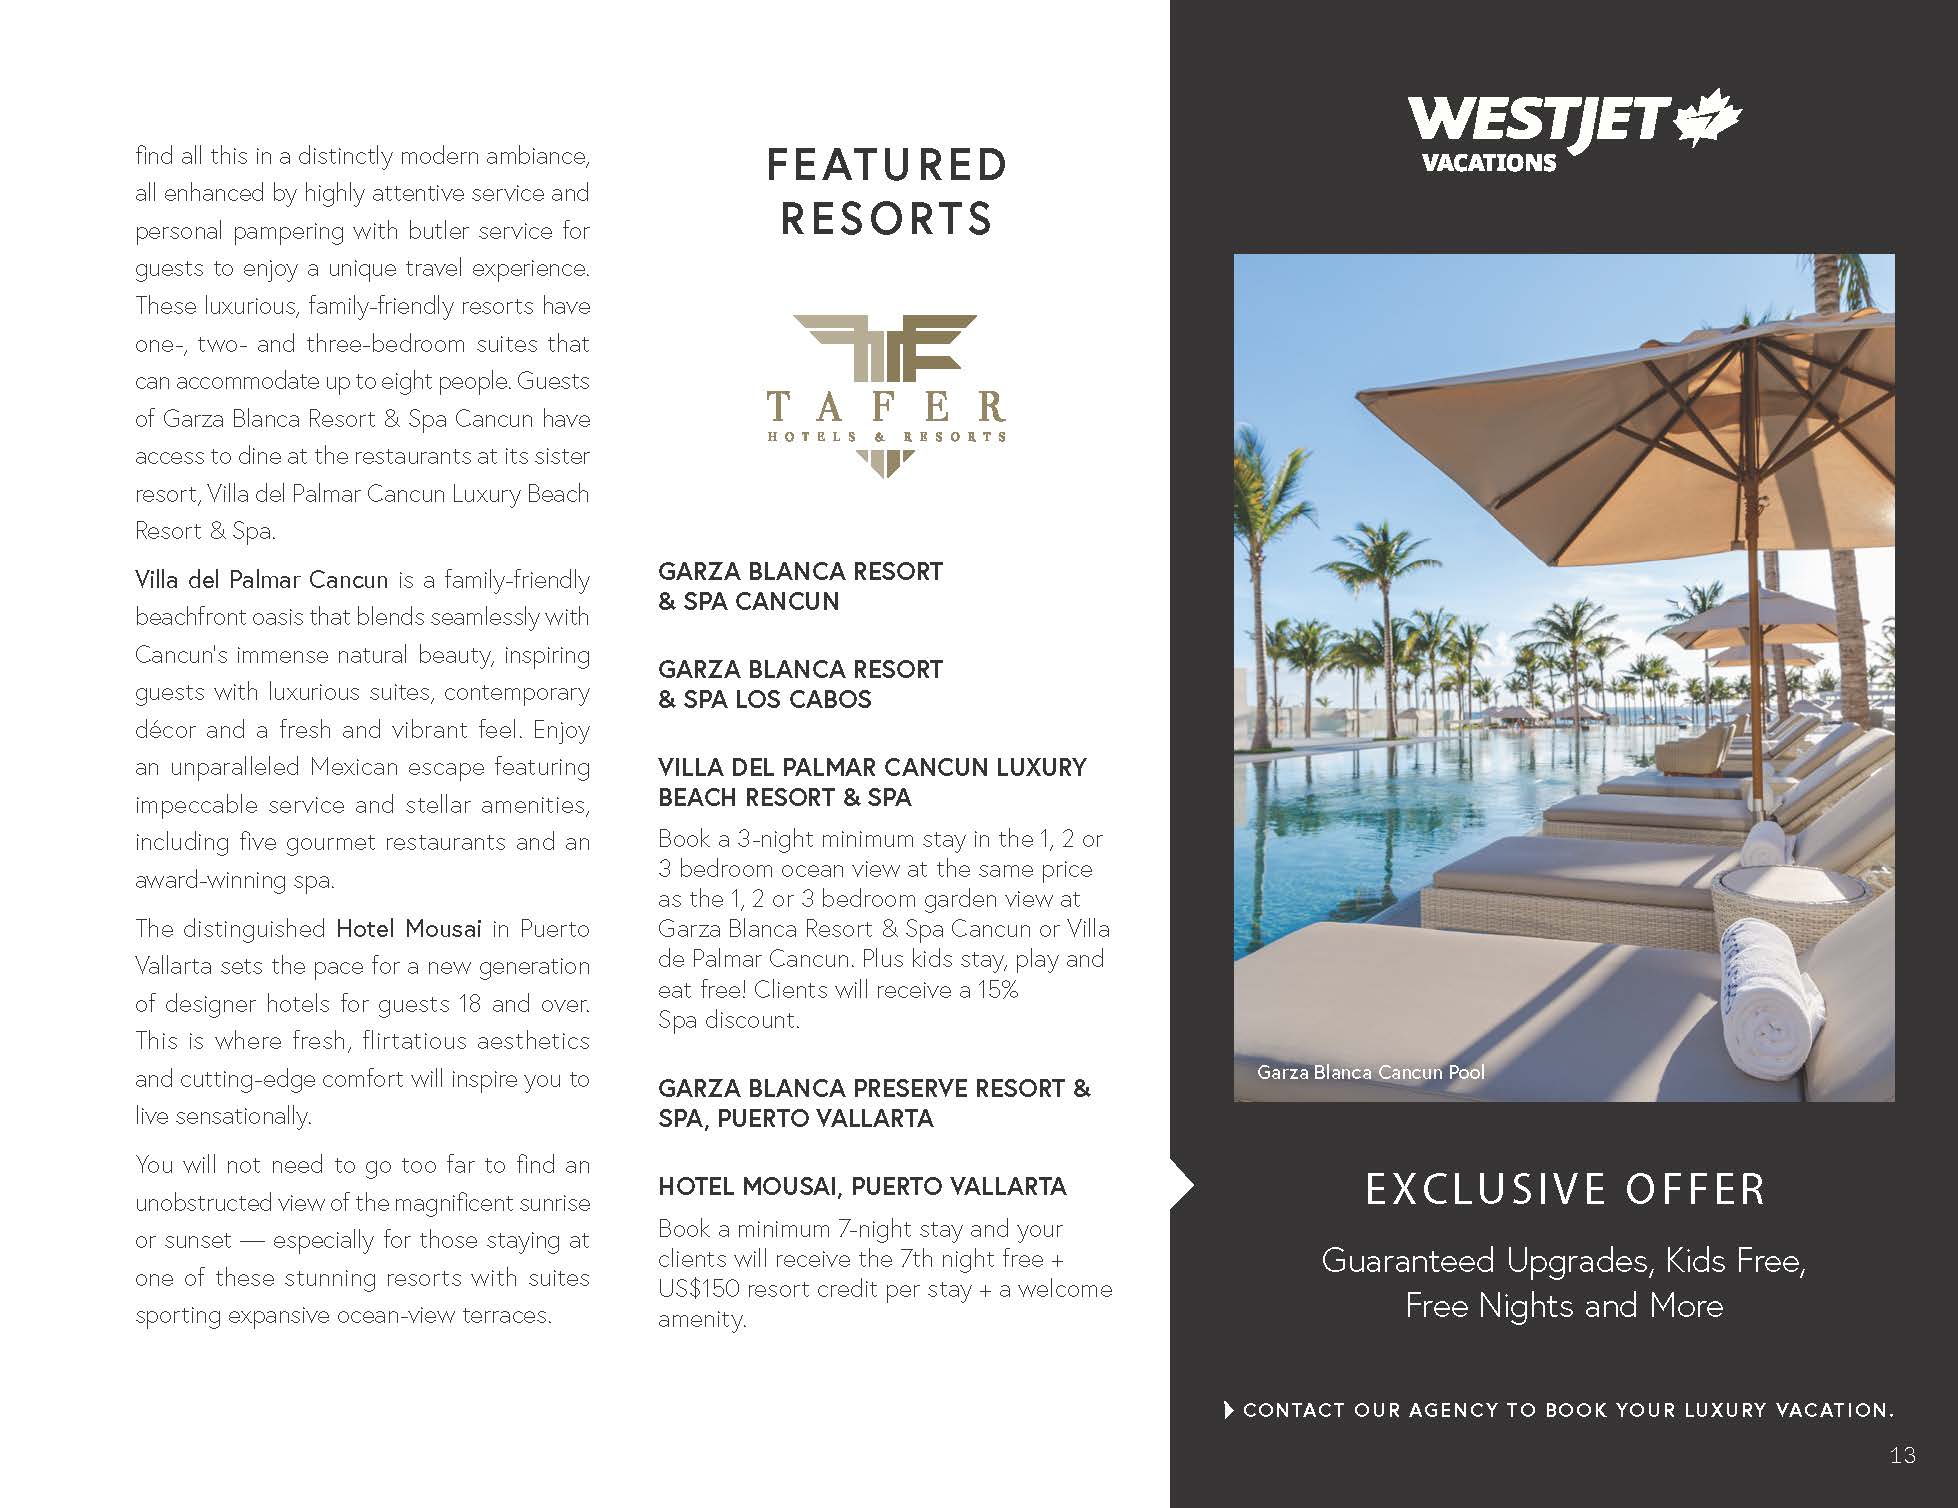 find all this in a distinctly modern ambiance,
all enhanced by highly attentive service and
personal pampering with butler service for
guests to enjoy a unique travel experience.
These luxurious, family-friendly resorts have
one-, two- and three-bedroom suites that
can accommodate up to eight people. Guests
of Garza Blanca Resort & Spa Cancun have
access to dine at the restaurants at its sister
resort, Villa del Palmar Cancun Luxury Beach
Resort & Spa.
Villa del Palmar Cancun is a family-friendly
beachfront oasis that blends seamlessly with
Cancun's immense natural beauty, inspiring
guests with luxurious suites, contemporary
décor and a fresh and vibrant feel. Enjoy
an unparalleled Mexican escape featuring
impeccable service and stellar amenities,
including five gourmet restaurants and an
award-winning spa.
The distinguished Hotel Mousai in Puerto
Vallarta sets the pace for a new generation
of designer hotels for guests 18 and over.
This is where fresh, flirtatious aesthetics
and cutting-edge comfort will inspire you to
live sensationally.
You will not need to go too far to find an
unobstructed view of the magnificent sunrise
or sunset — especially for those staying at
one of these stunning resorts with suites
sporting expansive ocean-view terraces.
FEATURED
RESORTS
TAFER
HOTELS & RESORTS
GARZA BLANCA RESORT
& SPA CANCUN
GARZA BLANCA RESORT
& SPA LOS CABOS
VILLA DEL PALMAR CANCUN LUXURY
BEACH RESORT & SPA
Book a 3-night minimum stay in the 1, 2 or
3 bedroom ocean view at the same price
as the 1, 2 or 3 bedroom garden view at
Garza Blanca Resort & Spa Cancun or Villa
de Palmar Cancun. Plus kids stay, play and
eat free! Clients will receive a 15%
Spa discount.
GARZA BLANCA PRESERVE RESORT &
SPA, PUERTO VALLARTA
HOTEL MOUSAI, PUERTO VALLARTA
Book a minimum 7-night stay and your
clients will receive the 7th night free +
US$150 resort credit per stay + a welcome
amenity.
WESTJET
VACATIONS
Garza Blanca Cancun Pool
EXCLUSIVE OFFER
Guaranteed Upgrades, Kids Free,
Free Nights and More
CONTACT OUR AGENCY TO BOOK YOUR LUXURY VACATION.
13